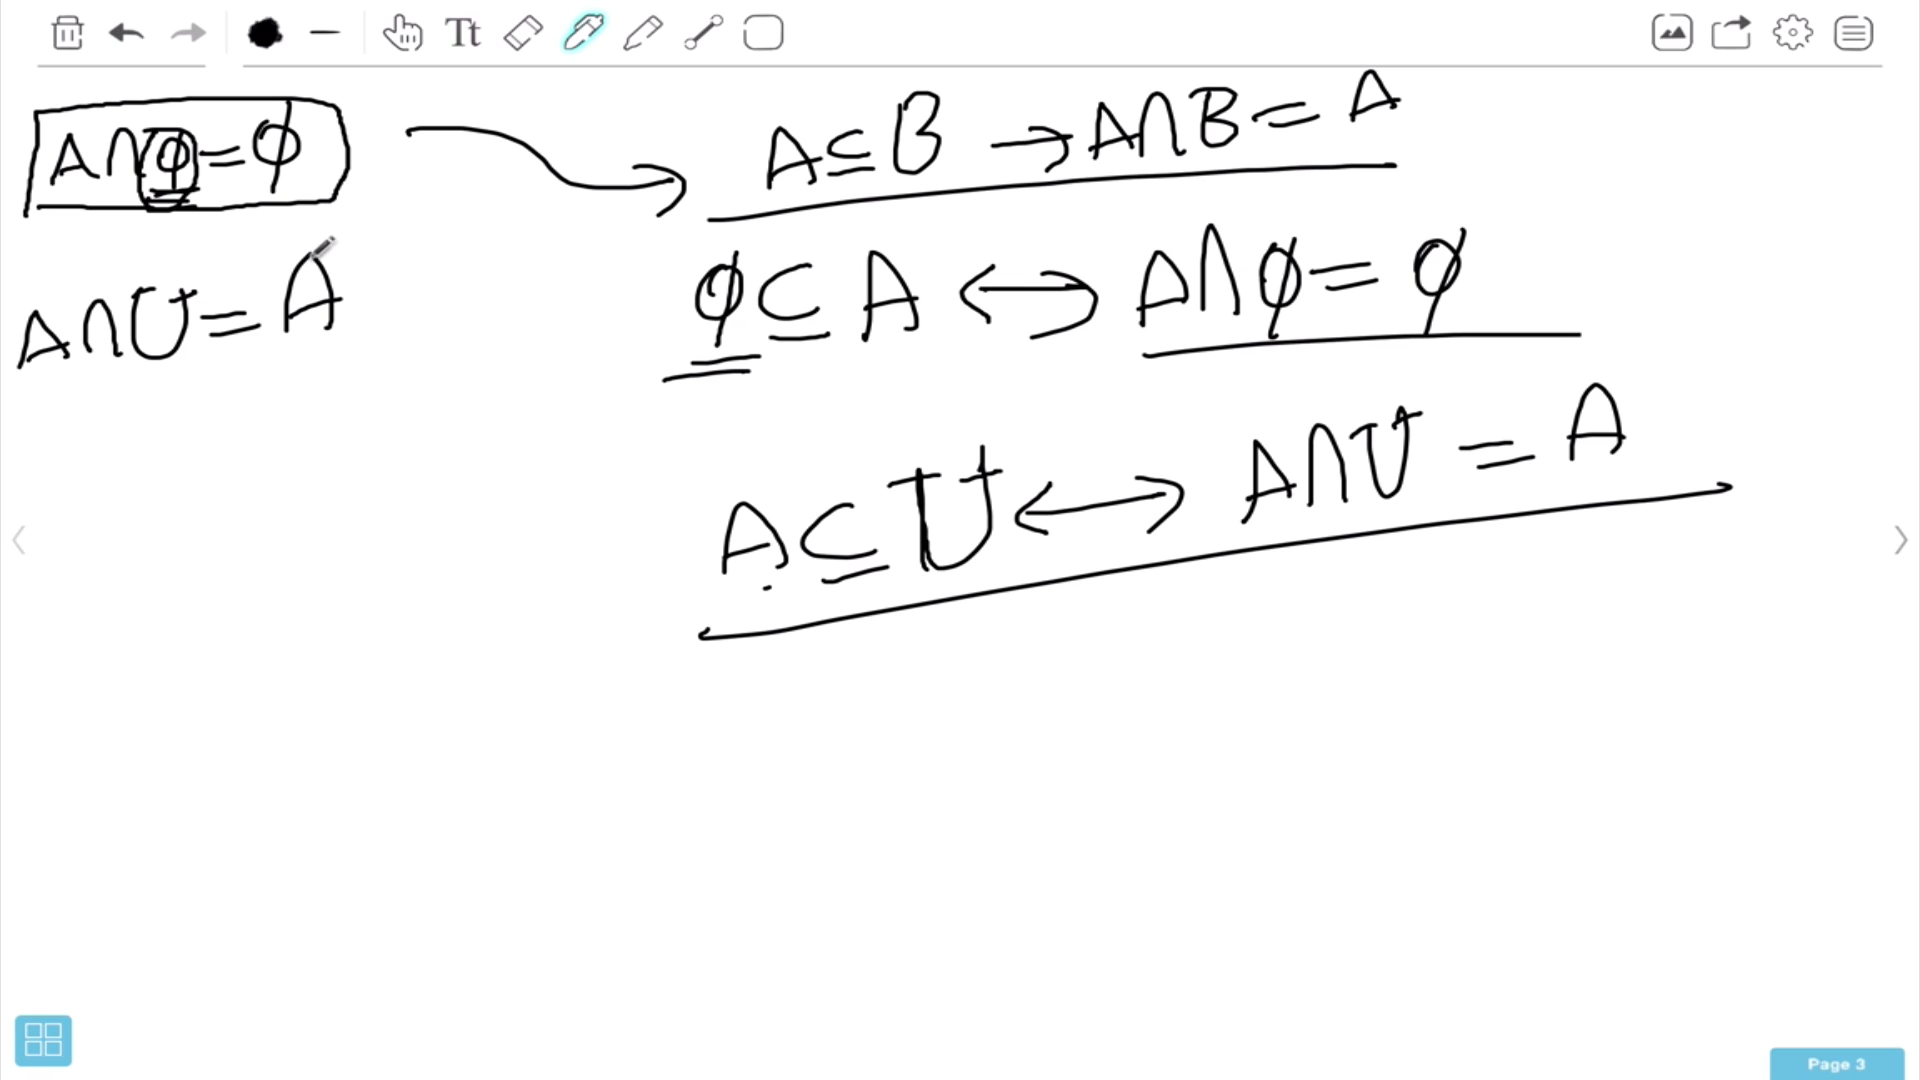 Tt
A∩φ=φ
A⊆B → A∩B = A
A∩U = A
φ ⊆ A ↔ A∩φ = φ
A ⊆ U ↔ A∩U = A
Page 3